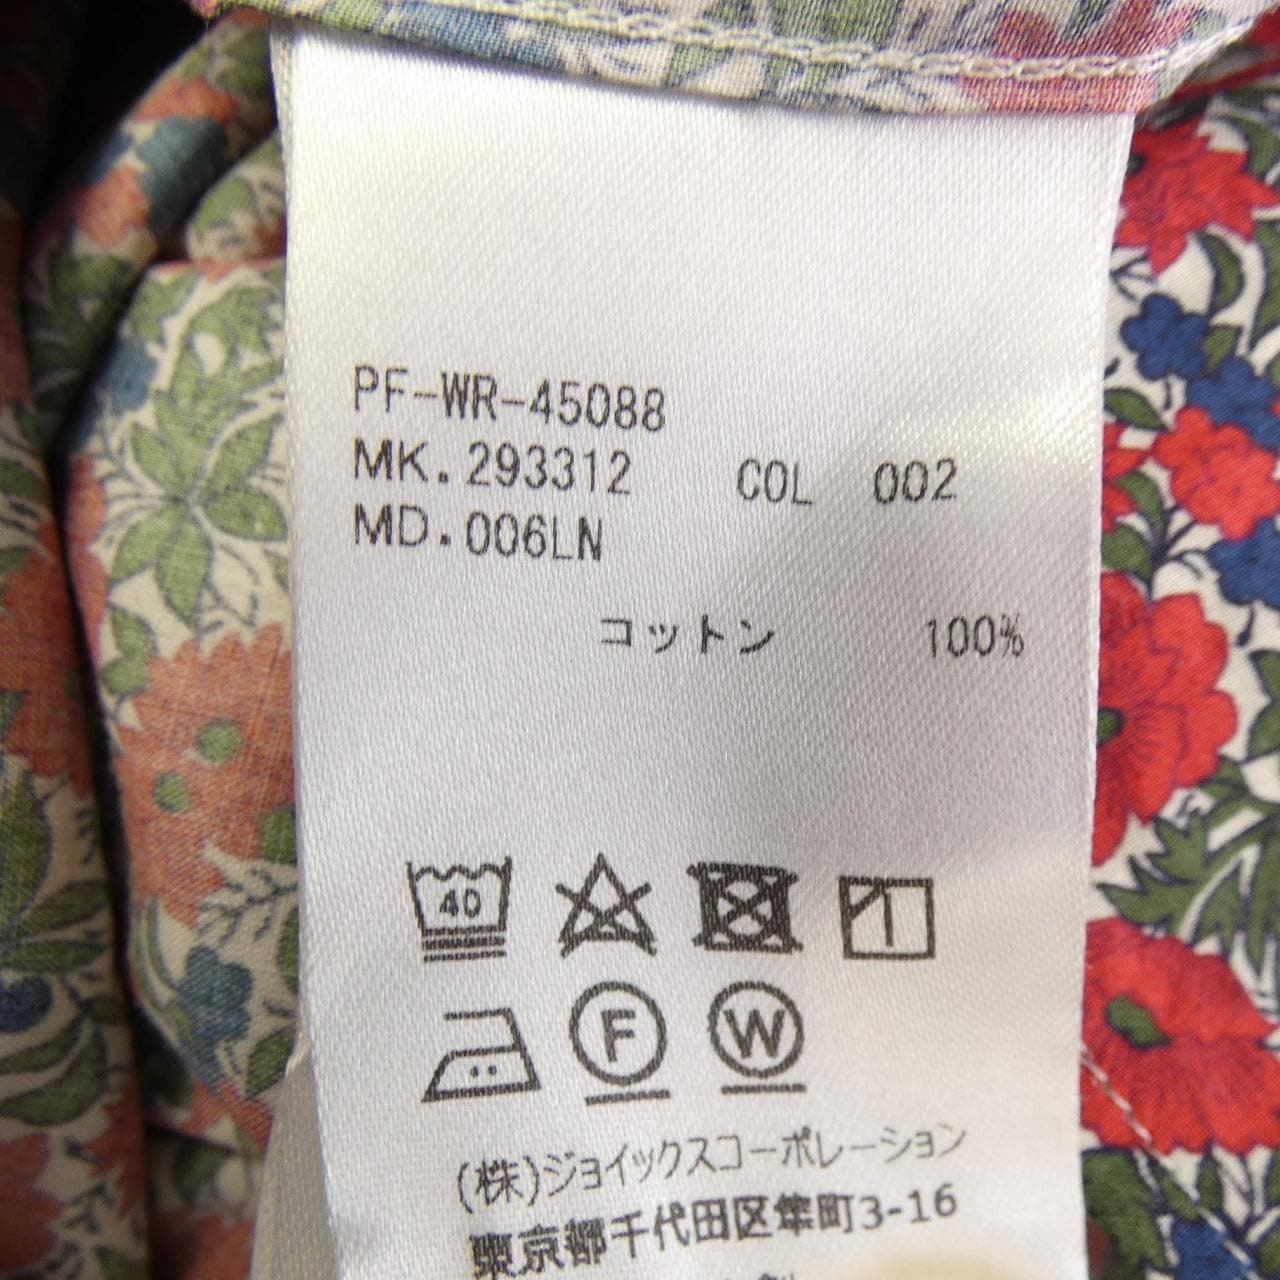 PF-WR-45088
MK.293312 COL 002
MD.006LN
コットン 100%
40
F W
(株)ジョイックスコーポレーション
東京都千代田区隼町3-16